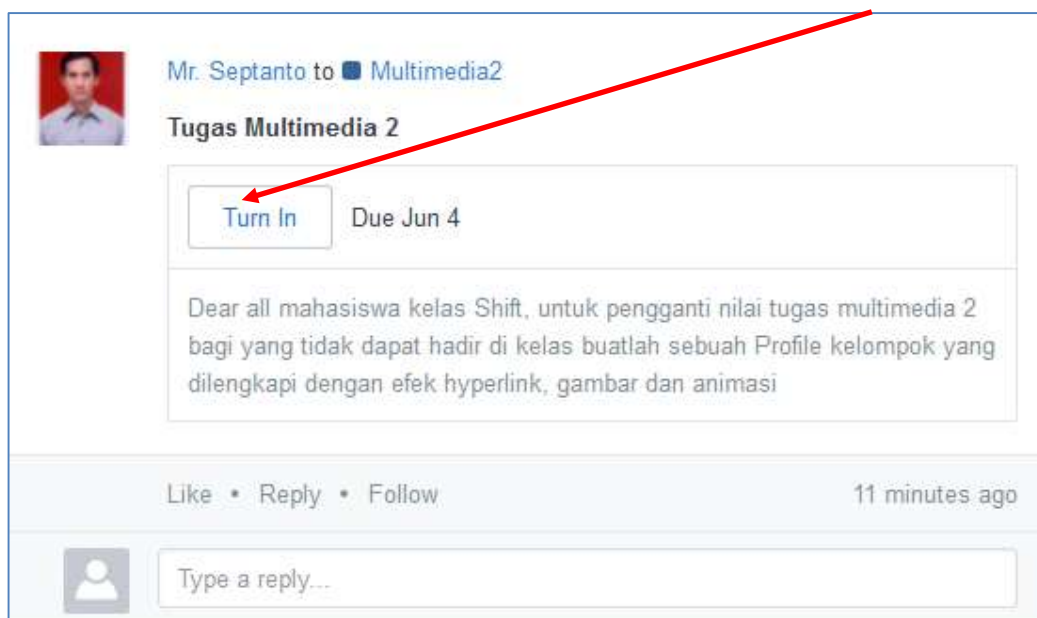 Mr. Septanto to Multimedia2
Tugas Multimedia 2
Turn In Due Jun 4
Dear all mahasiswa kelas Shift, untuk pengganti nilai tugas multimedia 2
bagi yang tidak dapat hadir di kelas buatlah sebuah Profile kelompok yang
dilengkapi dengan efek hyperlink, gambar dan animasi
Like • Reply • Follow 11 minutes ago
Type a reply...